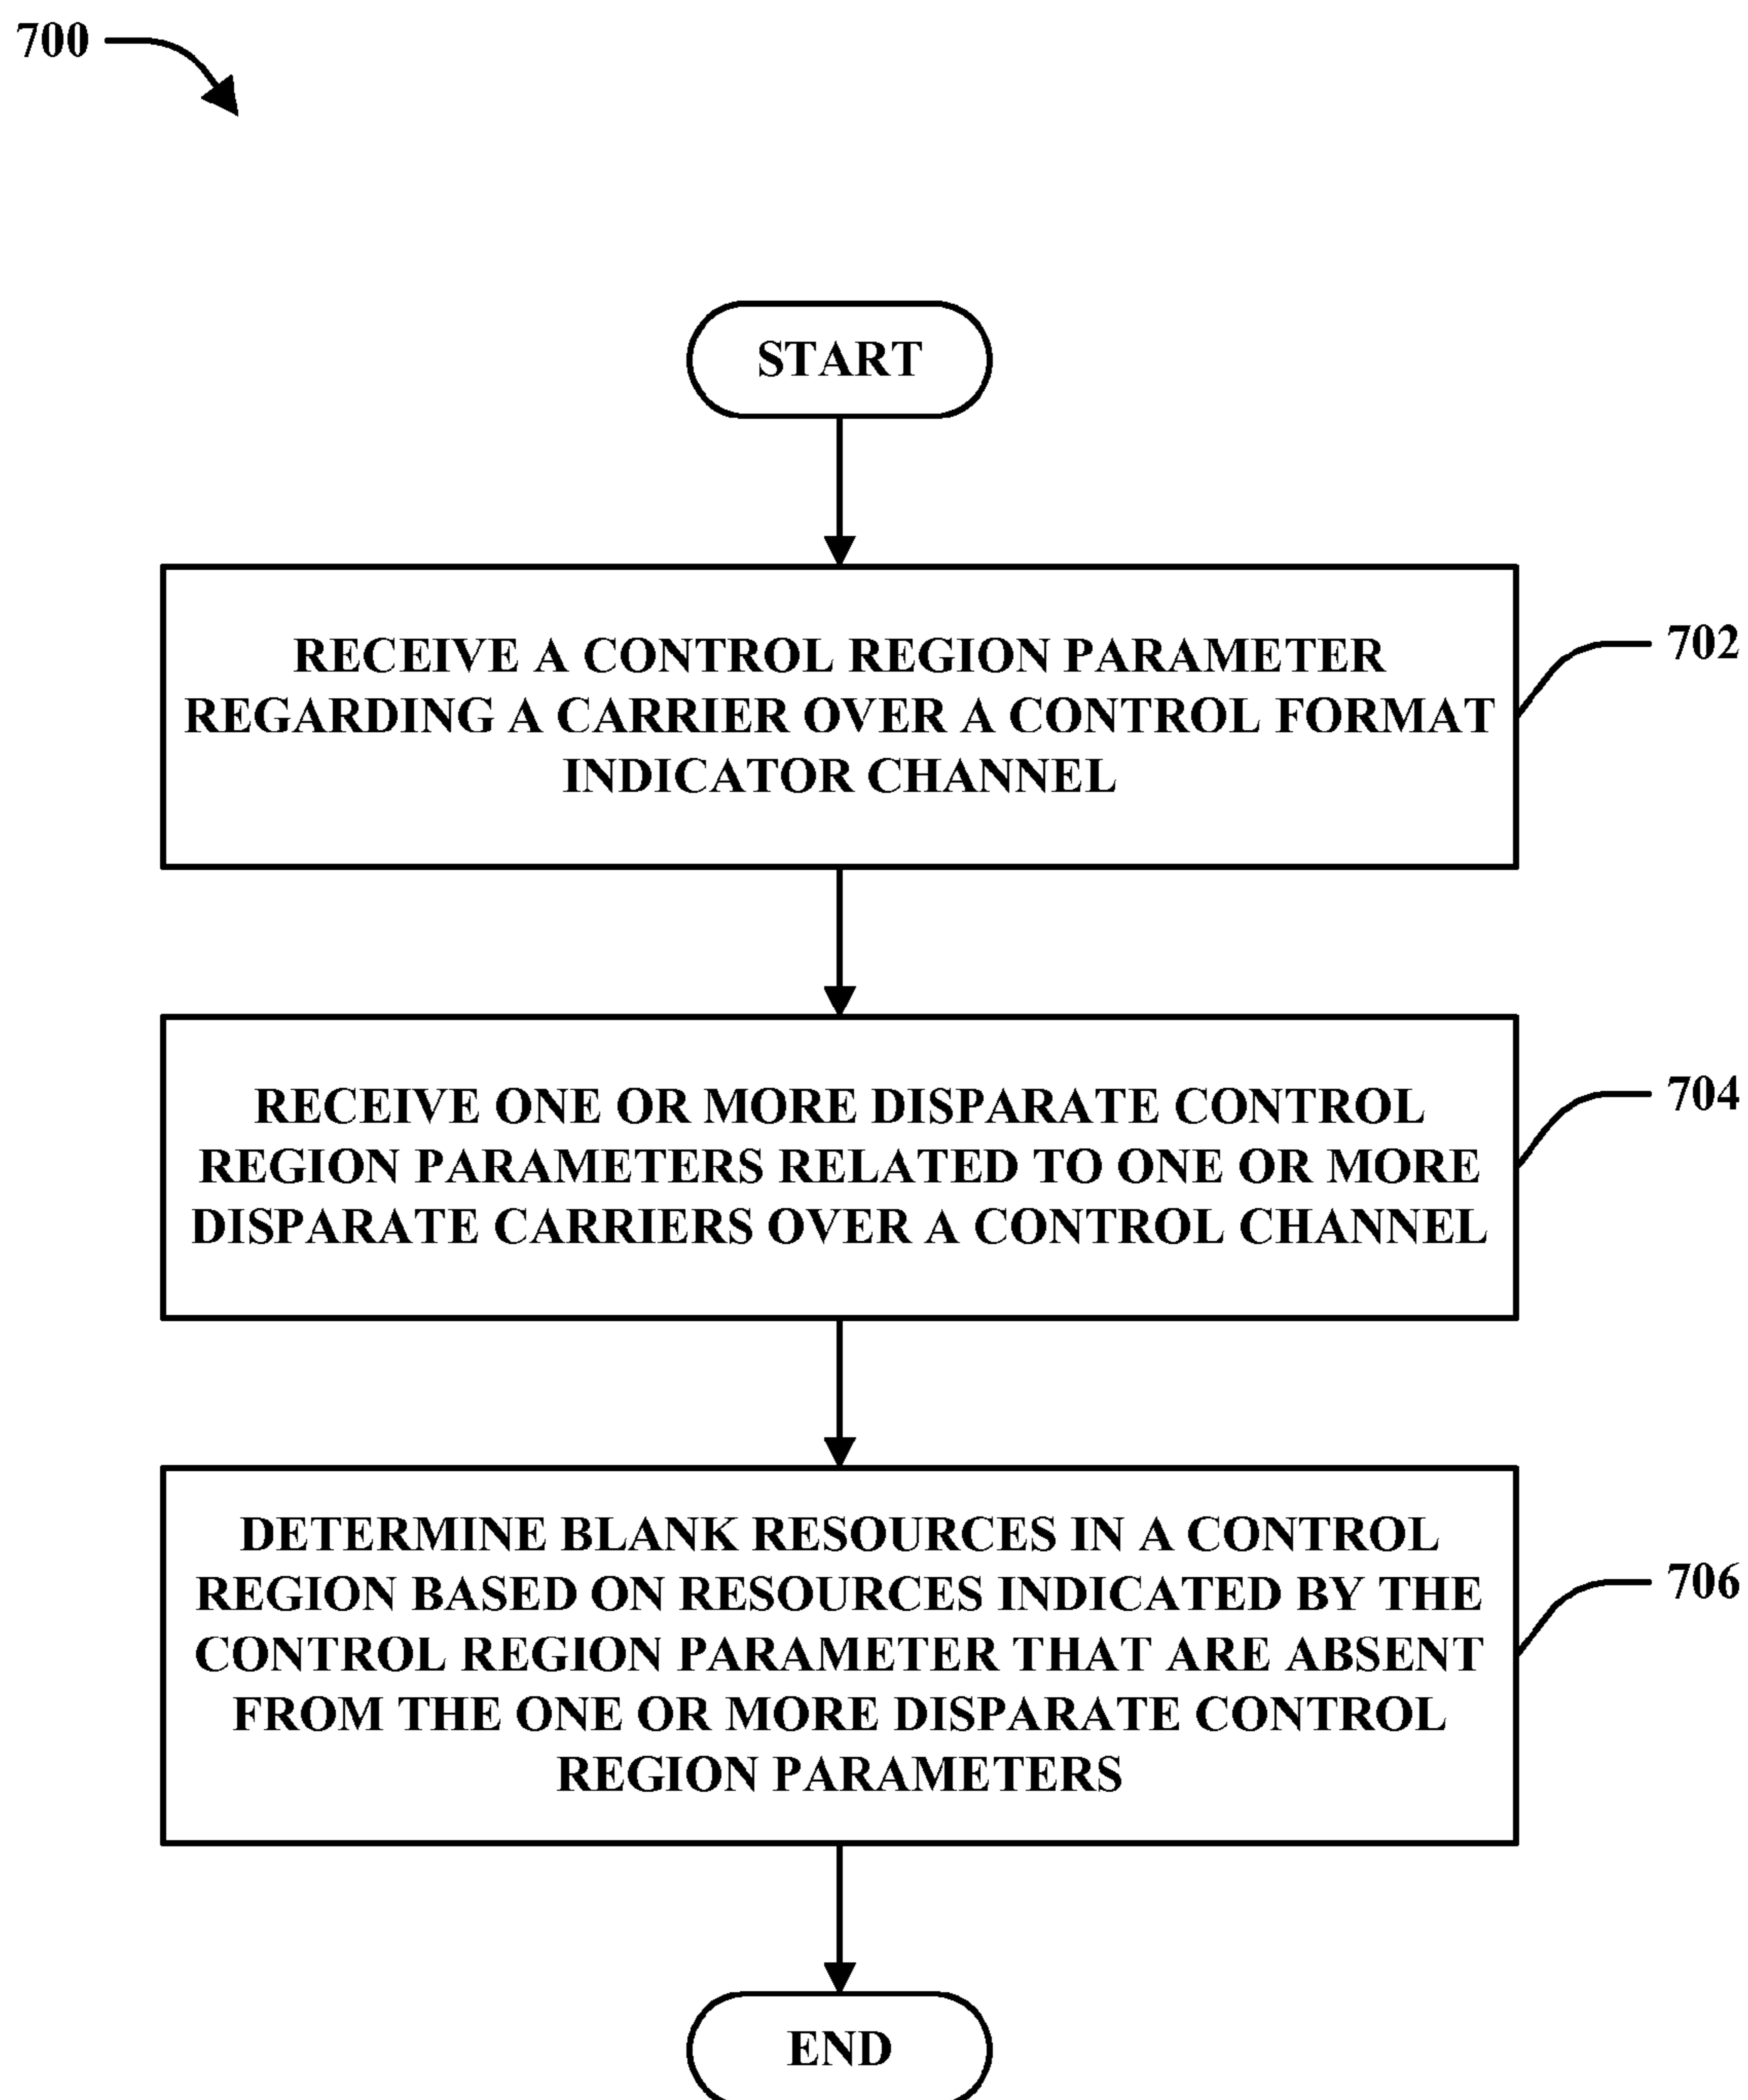 700
START
RECEIVE A CONTROL REGION PARAMETER
REGARDING A CARRIER OVER A CONTROL FORMAT
INDICATOR CHANNEL
702
RECEIVE ONE OR MORE DISPARATE CONTROL
REGION PARAMETERS RELATED TO ONE OR MORE
DISPARATE CARRIERS OVER A CONTROL CHANNEL
704
DETERMINE BLANK RESOURCES IN A CONTROL
REGION BASED ON RESOURCES INDICATED BY THE
CONTROL REGION PARAMETER THAT ARE ABSENT
FROM THE ONE OR MORE DISPARATE CONTROL
REGION PARAMETERS
706
END